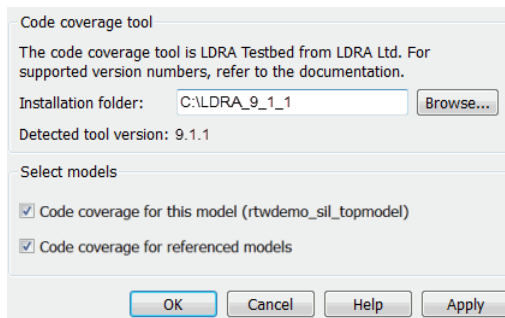 Code coverage tool
The code coverage tool is LDRA Testbed from LDRA Ltd. For
supported version numbers, refer to the documentation.
Installation folder: C:\LDRA_9_1_1 Browse...
Detected tool version: 9.1.1
Select models
Code coverage for this model (rtwdemo_sil_topmodel)
Code coverage for referenced models
OK Cancel Help Apply